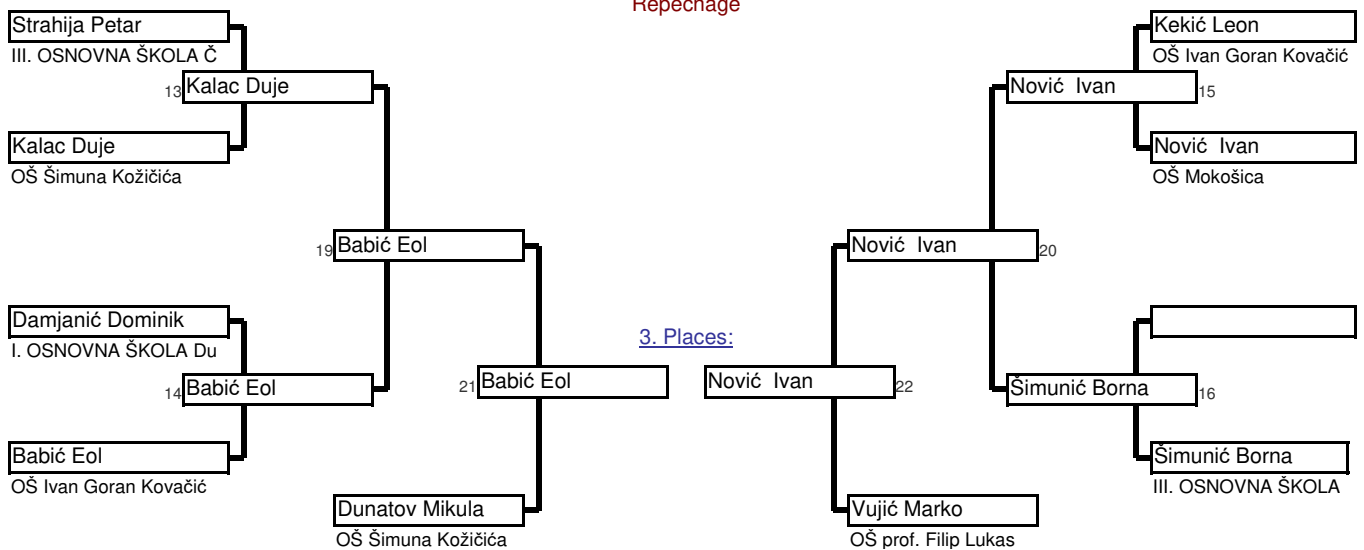 Repechage
Strahija Petar
III. OSNOVNA ŠKOLA Č
13 Kalac Duje
Kalac Duje
OŠ Šimuna Kožičića
19 Babić Eol
Damjanić Dominik
I. OSNOVNA ŠKOLA Du
14 Babić Eol
Babić Eol
OŠ Ivan Goran Kovačić
21 Babić Eol
Dunatov Mikula
OŠ Šimuna Kožičića
3. Places:
Kekić Leon
OŠ Ivan Goran Kovačić
Nović Ivan 15
Nović Ivan
OŠ Mokošica
Nović Ivan 20
Nović Ivan 22
Šimunić Borna 16
Šimunić Borna
III. OSNOVNA ŠKOLA
Vujić Marko
OŠ prof. Filip Lukas